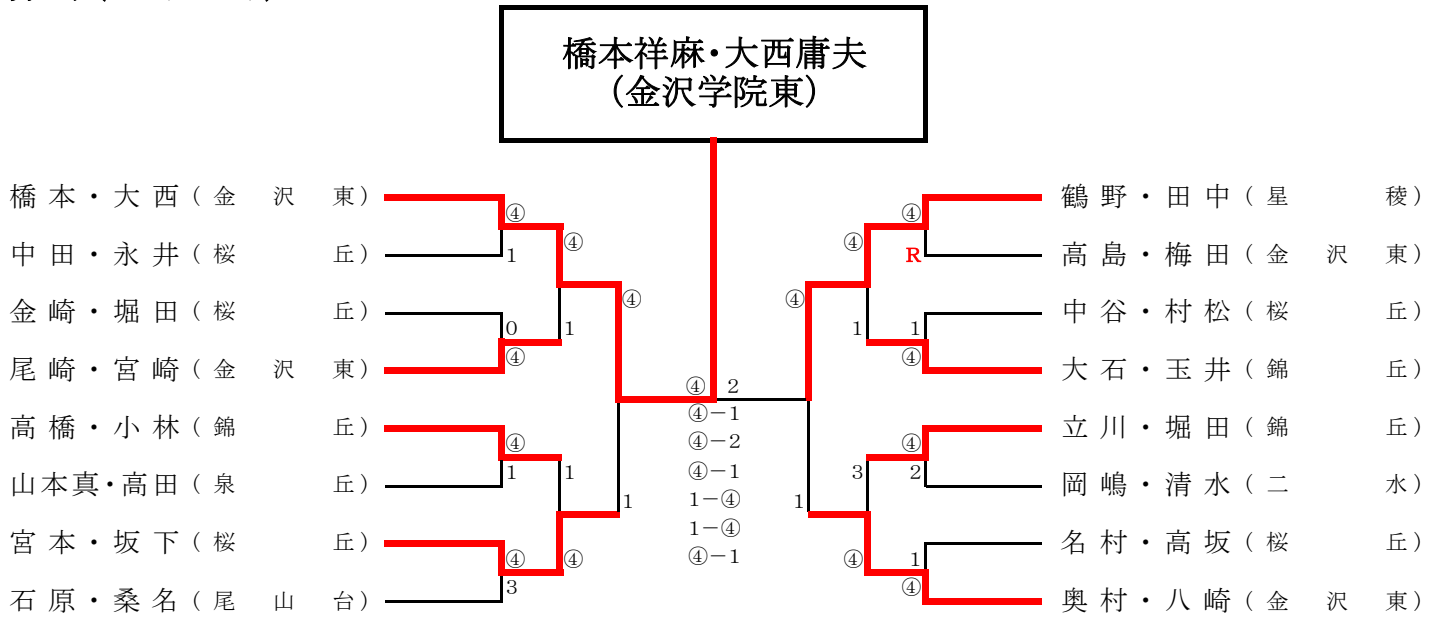 橋本祥麻・大西庸夫
(金沢学院東)
橋本・大西(金沢東)
④
中田・永井(桜丘)
1
④
金崎・堀田(桜丘)
0
1
尾崎・宮崎(金沢東)
④
④
高橋・小林(錦丘)
④
山本真・高田(泉丘)
1
1
宮本・坂下(桜丘)
④
④
石原・桑名(尾山台)
3
1
④ 2
④-1
④-2
④-1
1-④
1-④
④-1
鶴野・田中(星稜)
④
高島・梅田(金沢東)
R
④
中谷・村松(桜丘)
1
1
大石・玉井(錦丘)
④
④
立川・堀田(錦丘)
④
岡嶋・清水(二水)
2
3
名村・高坂(桜丘)
1
④
奥村・八崎(金沢東)
④
1